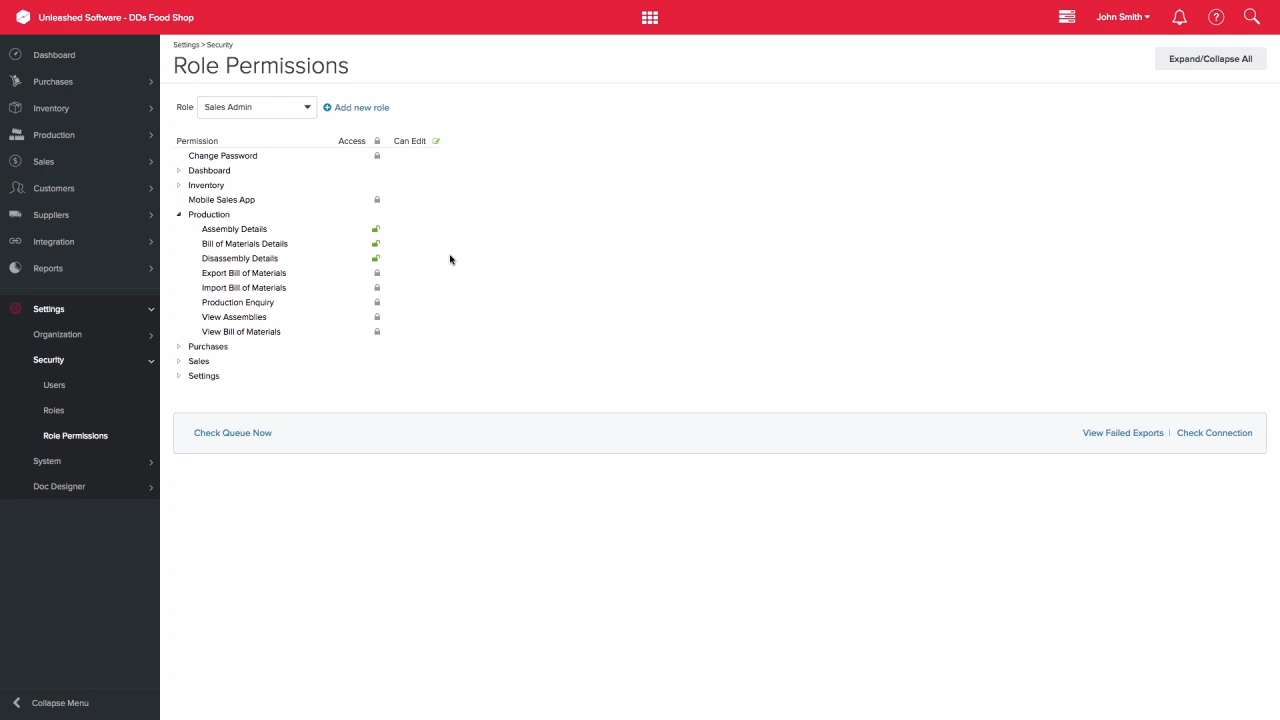 Unleashed Software - DDs Food Shop
John Smith
Dashboard
Purchases
Inventory
Production
Sales
Customers
Suppliers
Integration
Reports
Settings
Organization
Security
Users
Roles
Role Permissions
System
Doc Designer
Collapse Menu
Settings > Security
Role Permissions
Expand/Collapse All
Role Sales Admin Add new role
Permission Access Can Edit
Change Password
Dashboard
Inventory
Mobile Sales App
Production
Assembly Details
Bill of Materials Details
Disassembly Details
Export Bill of Materials
Import Bill of Materials
Production Enquiry
View Assemblies
View Bill of Materials
Purchases
Sales
Settings
Check Queue Now View Failed Exports | Check Connection